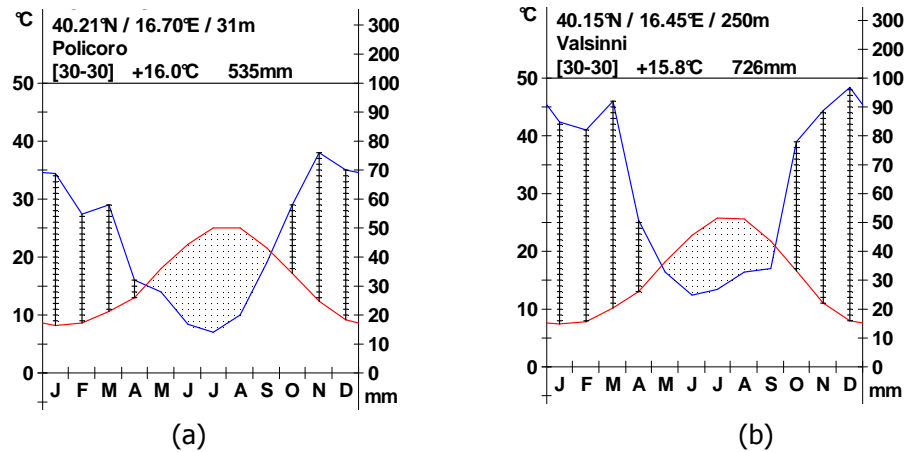 °C
40.21°N / 16.70°E / 31m
Policoro
[30-30] +16.0°C 535mm
300
200
50
100
90
40
80
70
30
60
50
20
40
30
10
20
10
0
0
J F M A M J J A S O N D
mm
(a)
°C
40.15°N / 16.45°E / 250m
Valsinni
[30-30] +15.8°C 726mm
300
200
50
100
90
40
80
70
30
60
50
20
40
30
10
20
10
0
0
J F M A M J J A S O N D
mm
(b)